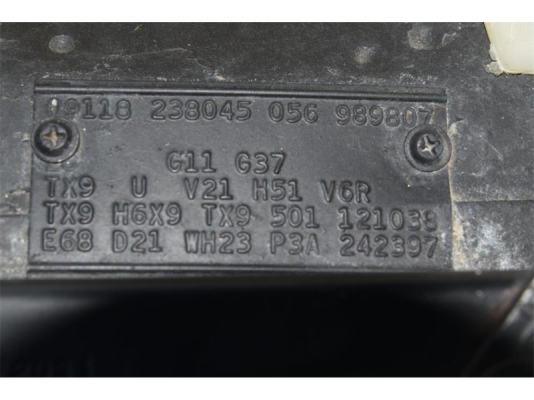 19118 238045 056 989807
G11 G37
TX9 U V21 H51 V6R
TX9 H6X9 TX9 501 121038
E68 D21 WH23 P3A 242397